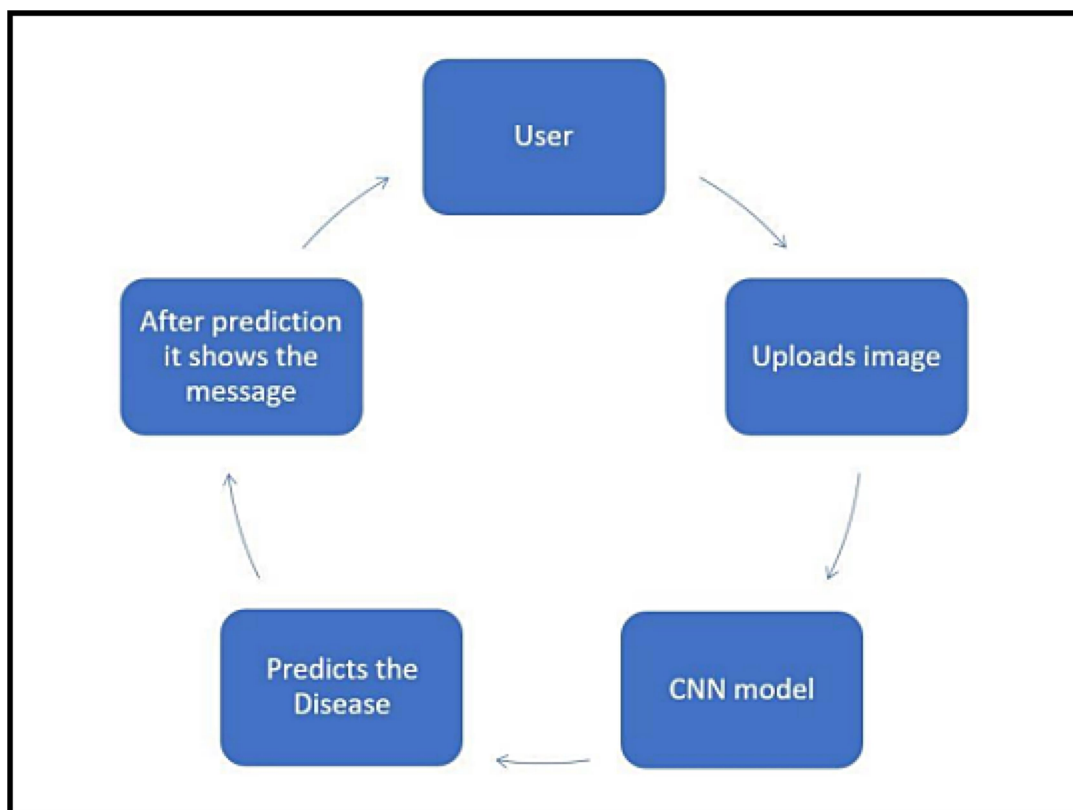 User
Uploads image
CNN model
Predicts the
Disease
After prediction
it shows the
message